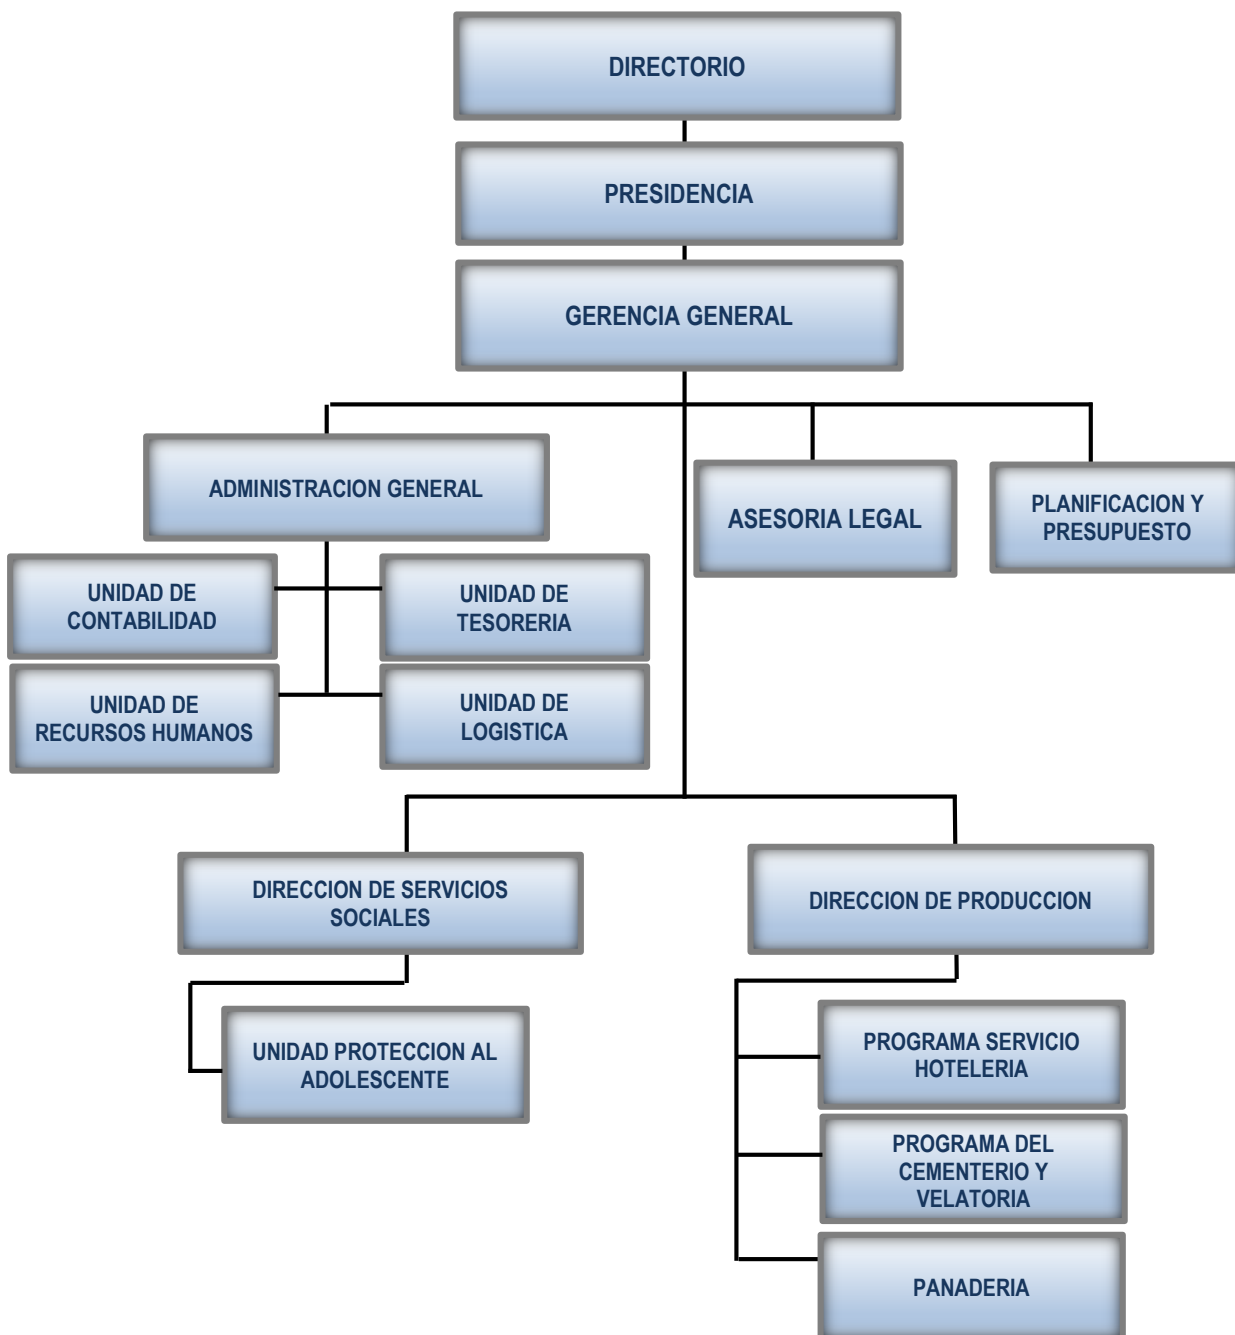 DIRECTORIO
PRESIDENCIA
GERENCIA GENERAL
ADMINISTRACION GENERAL
ASESORIA LEGAL
PLANIFICACION Y
PRESUPUESTO
UNIDAD DE
CONTABILIDAD
UNIDAD DE
TESORERIA
UNIDAD DE
RECURSOS HUMANOS
UNIDAD DE
LOGISTICA
DIRECCION DE SERVICIOS
SOCIALES
DIRECCION DE PRODUCCION
UNIDAD PROTECCION AL
ADOLESCENTE
PROGRAMA SERVICIO
HOTELERIA
PROGRAMA DEL
CEMENTERIO Y
VELATORIA
PANADERIA